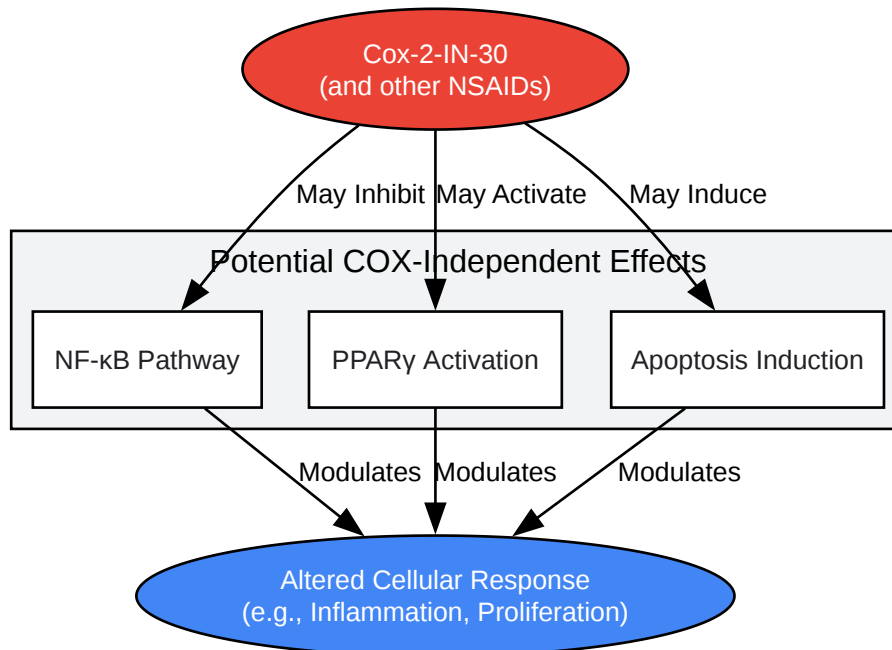 Cox-2-IN-30
(and other NSAIDs)
May Inhibit
May Activate
May Induce
Potential COX-Independent Effects
NF-κB Pathway
PPARγ Activation
Apoptosis Induction
Modulates
Modulates
Modulates
Altered Cellular Response
(e.g., Inflammation, Proliferation)